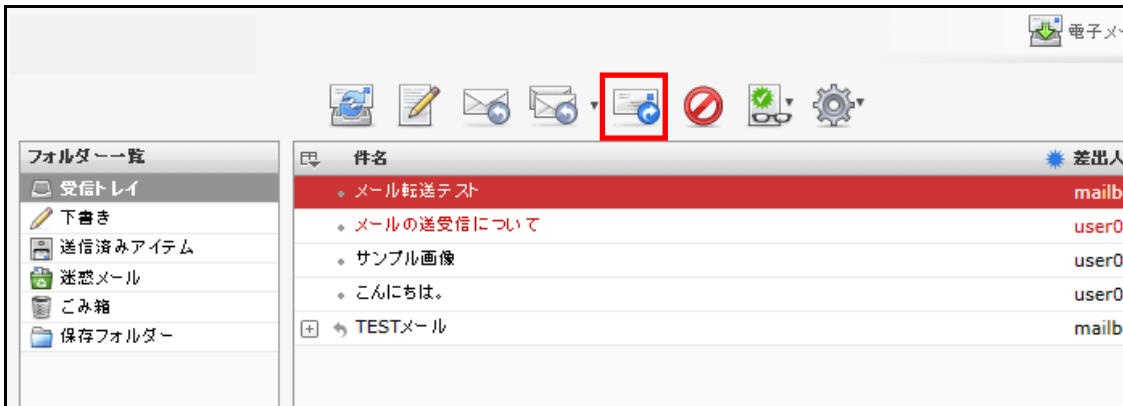 電子メー
フォルダー一覧
件名
差出人
受信トレイ
メール転送テスト
mailb
下書き
メールの送受信について
user0
送信済みアイテム
サンプル画像
user0
迷惑メール
こんにちは。
user0
ごみ箱
TESTメール
mailb
保存フォルダー